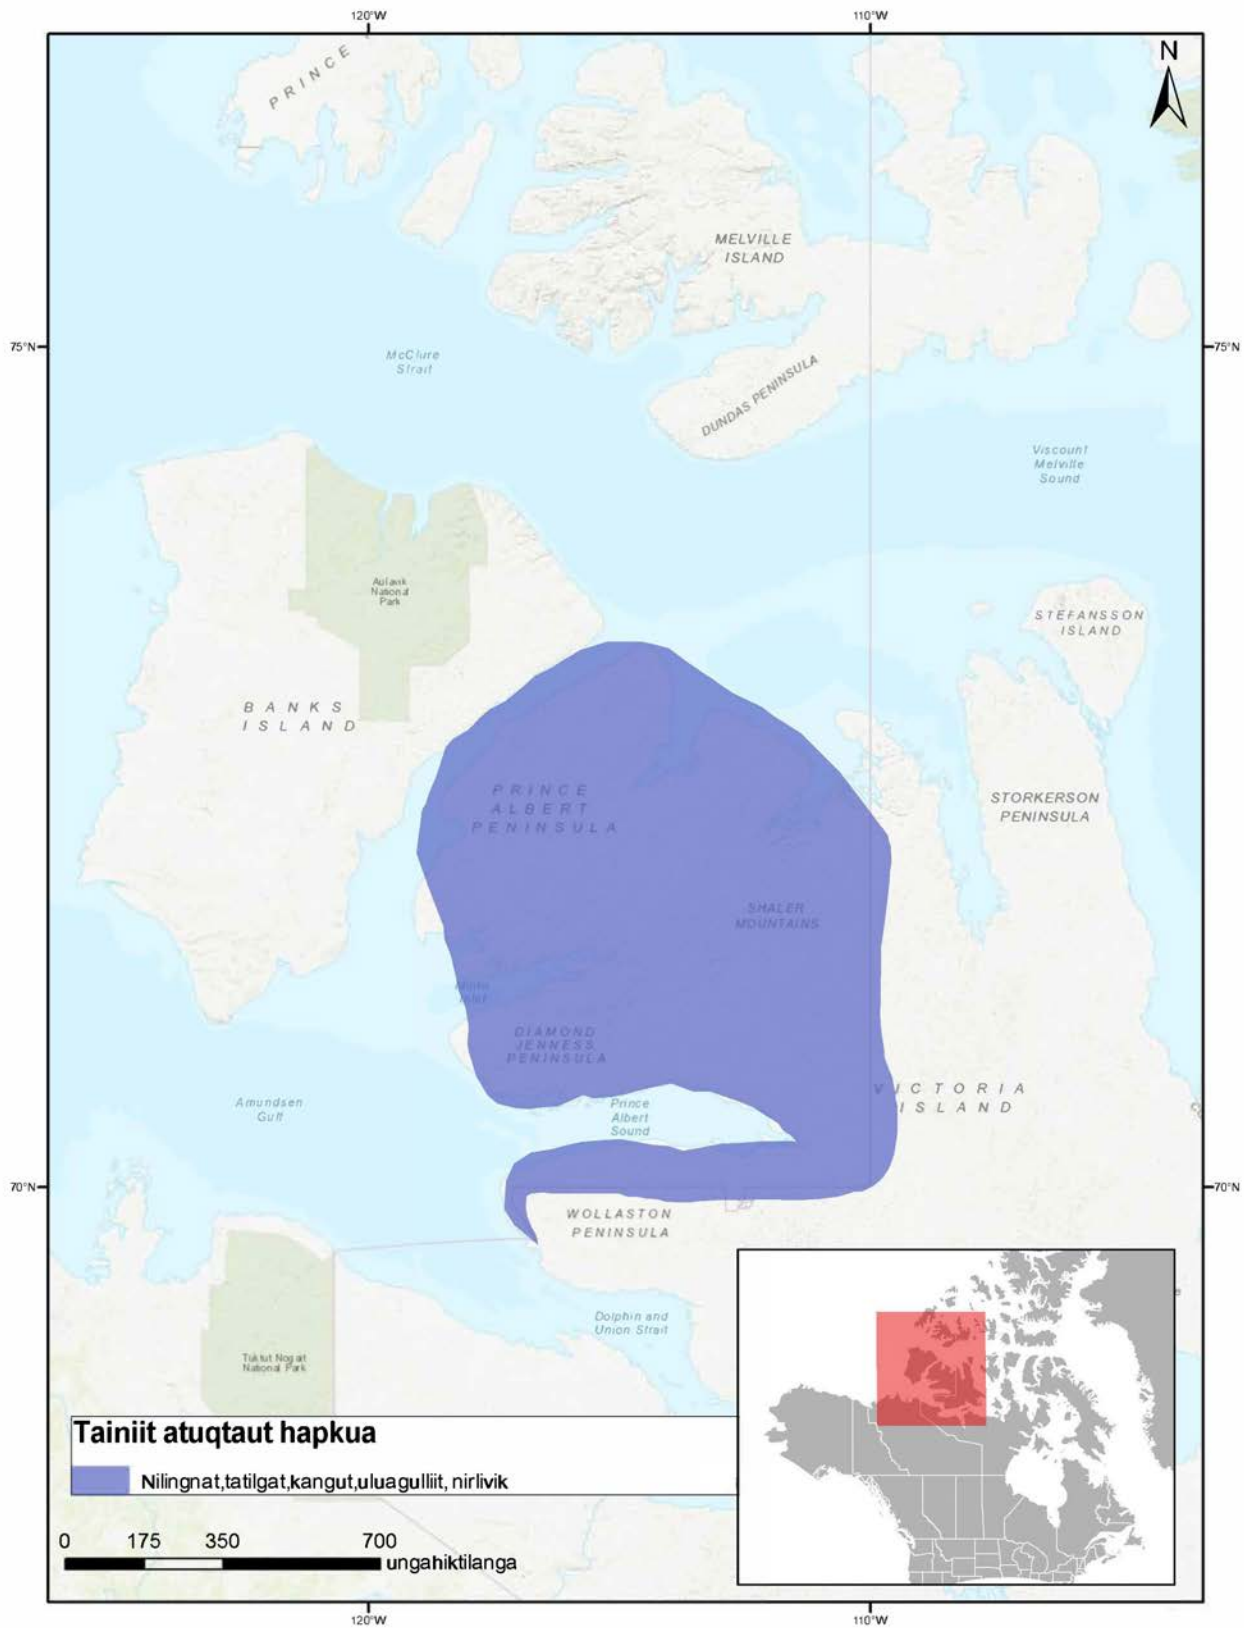 120°W 110°W
N
PRINCE
MELVILLE
ISLAND
75°N 75°N
McClure
Strait
DUNDAS PENINSULA
Viscount
Melville
Sound
Aulavik
National
Park
STEFANSSON
ISLAND
BANKS
ISLAND
PRINCE
ALBERT
PENINSULA
STORKERSON
PENINSULA
SHALER
MOUNTAINS
Minto
Inlet
DIAMOND
JENNESS
PENINSULA
VICTORIA
ISLAND
Amundsen
Gulf
Prince
Albert
Sound
70°N 70°N
WOLLASTON
PENINSULA
Dolphin and
Union Strait
Tuktut Nogait
National Park
Tainiit atuqtaut hapkua
Nilingnat,tatilgat,kangut,uluagulliit, nirlivik
0 175 350 700
ungahiktilanga
120°W 110°W